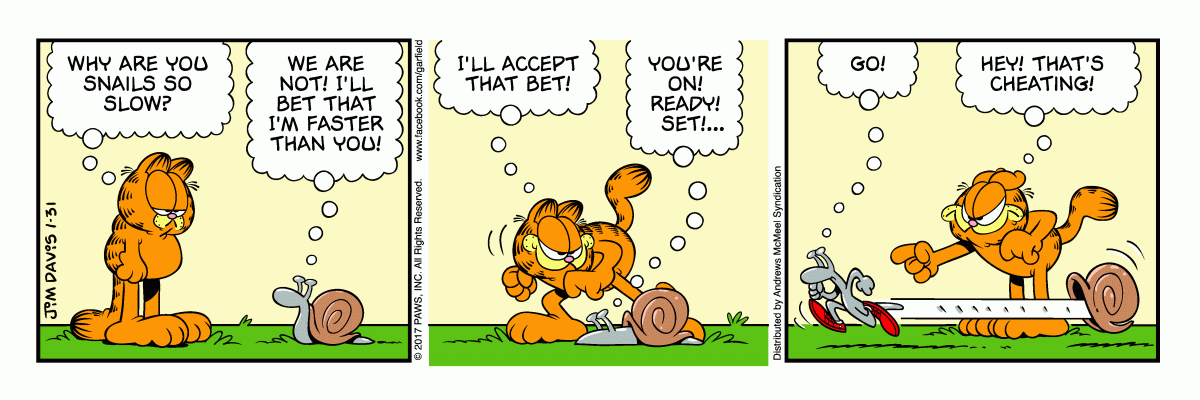 WHY ARE YOU
SNAILS SO
SLOW?
WE ARE
NOT! I'LL
BET THAT
I'M FASTER
THAN YOU!
JIM DAVIS 1-31
© 2017 PAWS, INC. All Rights Reserved. www.facebook.com/garfield
I'LL ACCEPT
THAT BET!
YOU'RE
ON!
READY!
SET!...
Distributed by Andrews McMeel Syndication
GO!
HEY! THAT'S
CHEATING!